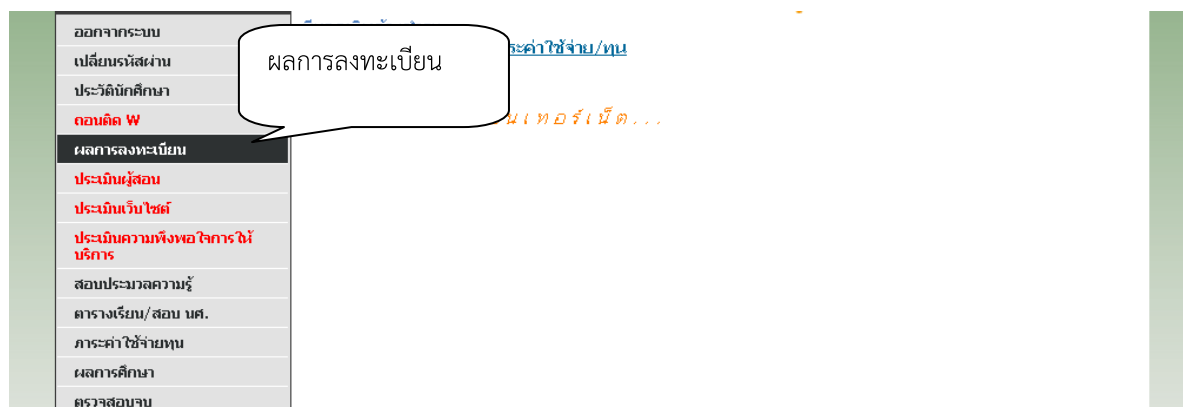 ออกจากระบบ
เปลี่ยนรหัสผ่าน
ประวัตินักศึกษา
ถอนติด W
ผลการลงทะเบียน
ประเมินผู้สอน
ประเมินเว็บไซต์
ประเมินความพึงพอใจการให้
บริการ
สอบประมวลความรู้
ตารางเรียน/สอบ นศ.
ภาระค่าใช้จ่ายทุน
ผลการศึกษา
ตรวจสอบจบ
ผลการลงทะเบียน
ระค่าใช้จ่าย/ทุน
นเทอร์เน็ต...